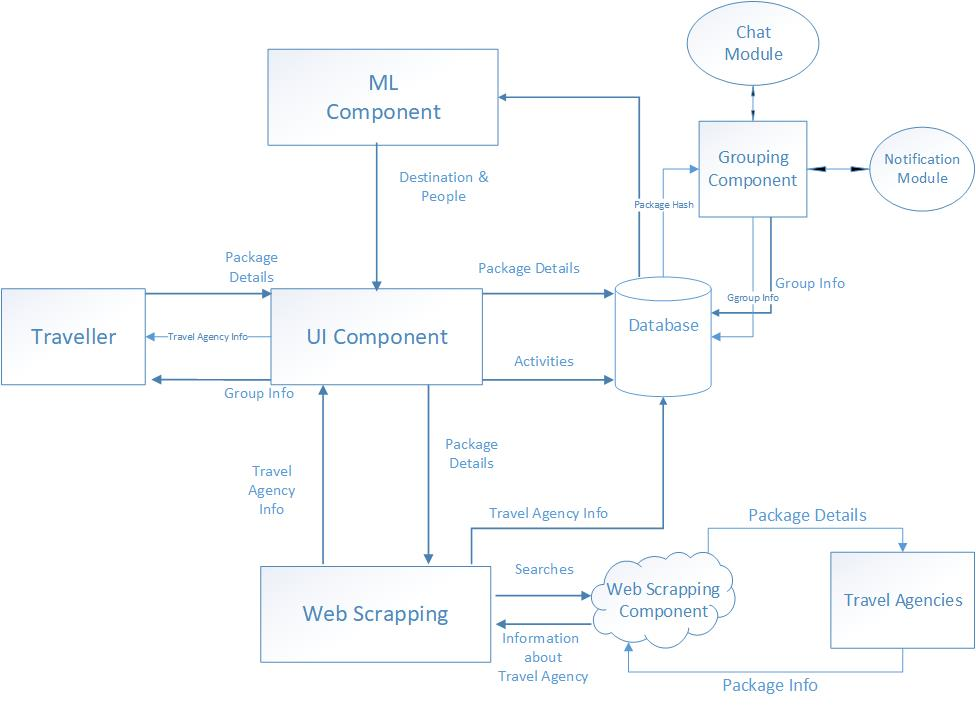 Chat
Module
ML
Component
Grouping
Component
Notification
Module
Destination &
People
Package Hash
Package
Details
Package Details
Group Info
Ggroup Info
Traveller
Travel Agency Info
UI Component
Database
Activities
Group Info
Package
Details
Travel
Agency
Info
Travel Agency Info
Package Details
Searches
Web Scrapping
Component
Travel Agencies
Web Scrapping
Information
about
Travel Agency
Package Info